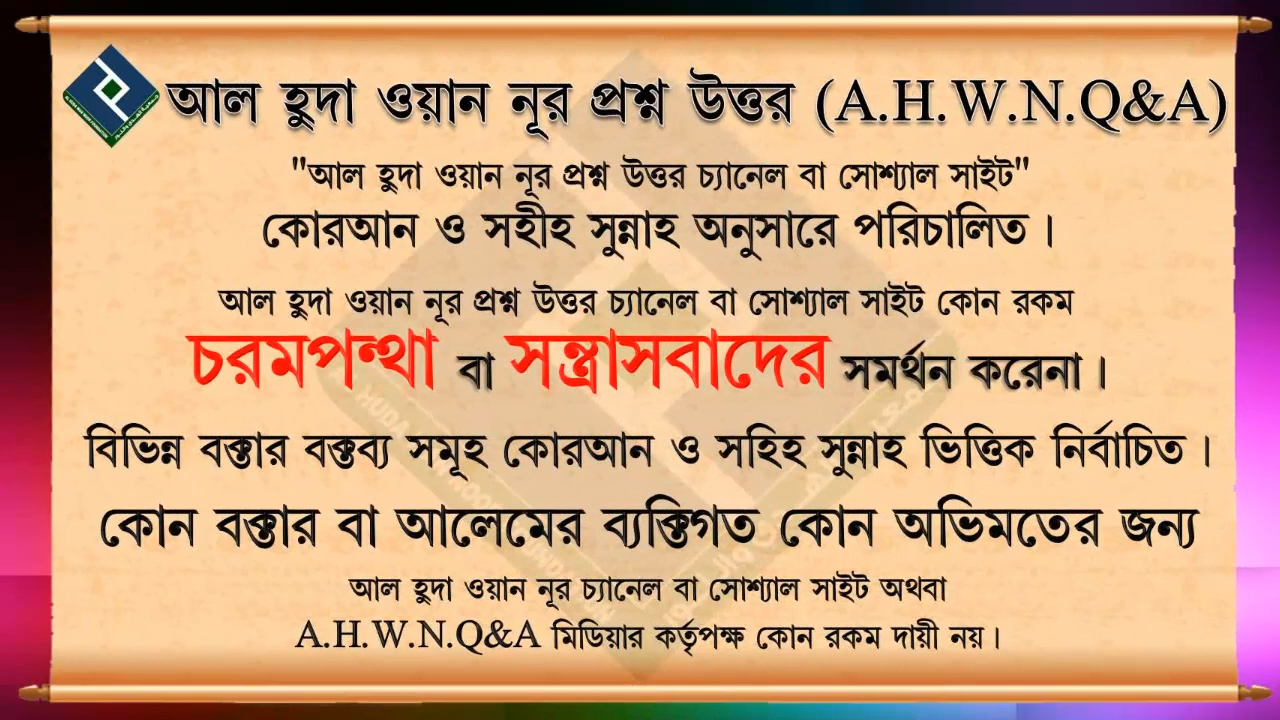 আল হুদা ওয়ান নূর প্রশ্ন উত্তর (A.H.W.N.Q&A)
"আল হুদা ওয়ান নূর প্রশ্ন উত্তর চ্যানেল বা সোশ্যাল সাইট"
কোরআন ও সহীহ সুন্নাহ অনুসারে পরিচালিত।
আল হুদা ওয়ান নূর প্রশ্ন উত্তর চ্যানেল বা সোশ্যাল সাইট কোন রকম
চরমপন্থা বা সন্ত্রাসবাদের সমর্থন করেনা।
বিভিন্ন বক্তার বক্তব্য সমূহ কোরআন ও সহিহ সুন্নাহ ভিত্তিক নির্বাচিত।
কোন বক্তার বা আলেমের ব্যক্তিগত কোন অভিমতের জন্য
আল হুদা ওয়ান নূর চ্যানেল বা সোশ্যাল সাইট অথবা
A.H.W.N.Q&A মিডিয়ার কর্তৃপক্ষ কোন রকম দায়ী নয়।